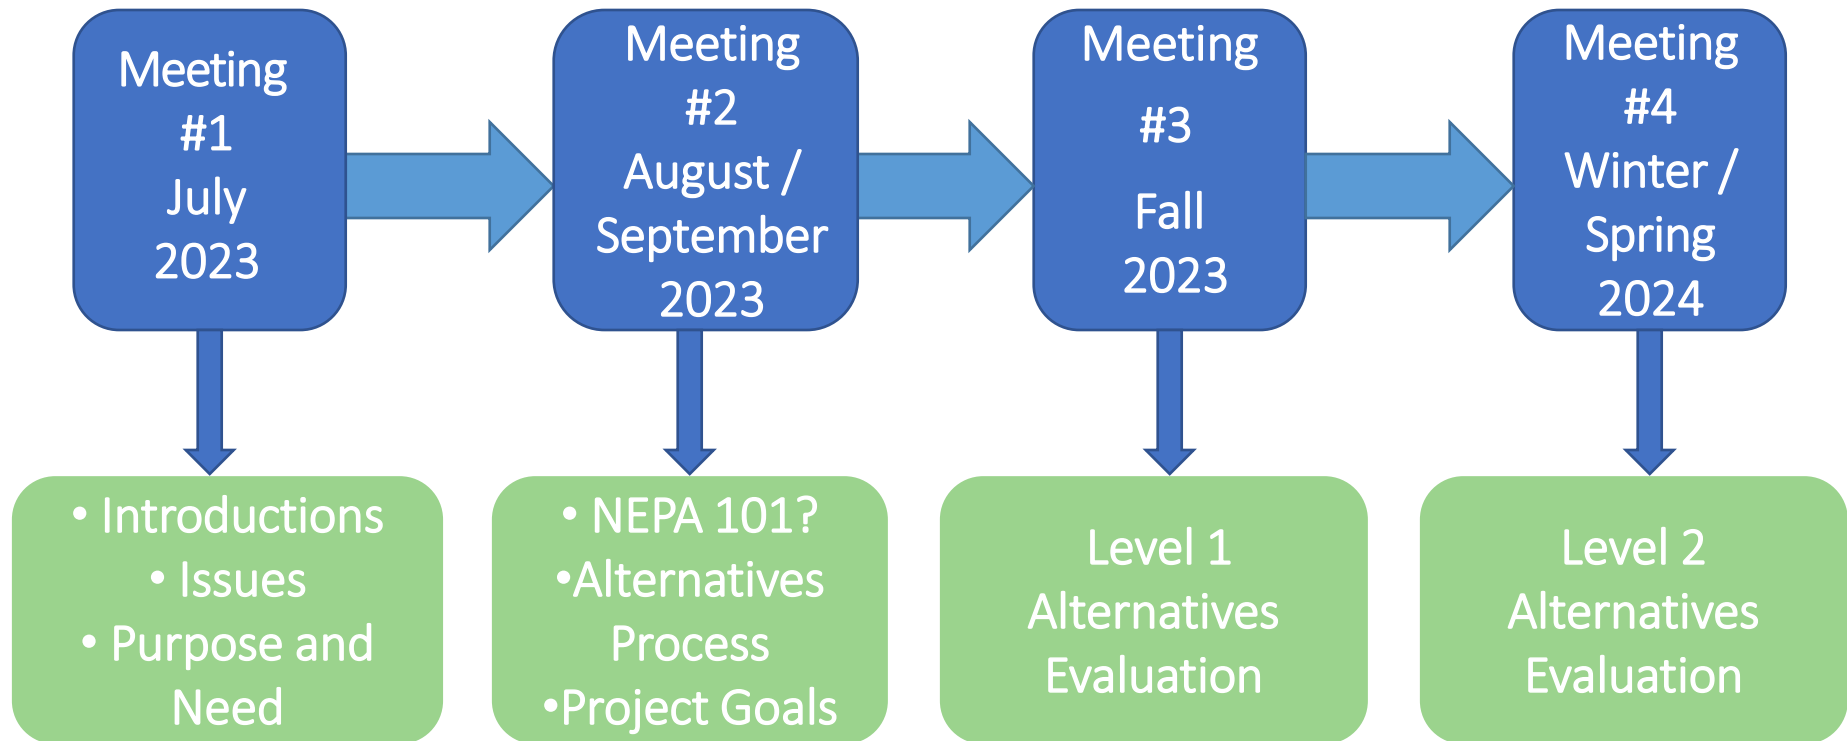 Meeting
#1
July
2023
Meeting
#2
August /
September
2023
Meeting
#3
Fall
2023
Meeting
#4
Winter /
Spring
2024
• Introductions
• Issues
• Purpose and
Need
• NEPA 101?
•Alternatives
Process
•Project Goals
Level 1
Alternatives
Evaluation
Level 2
Alternatives
Evaluation